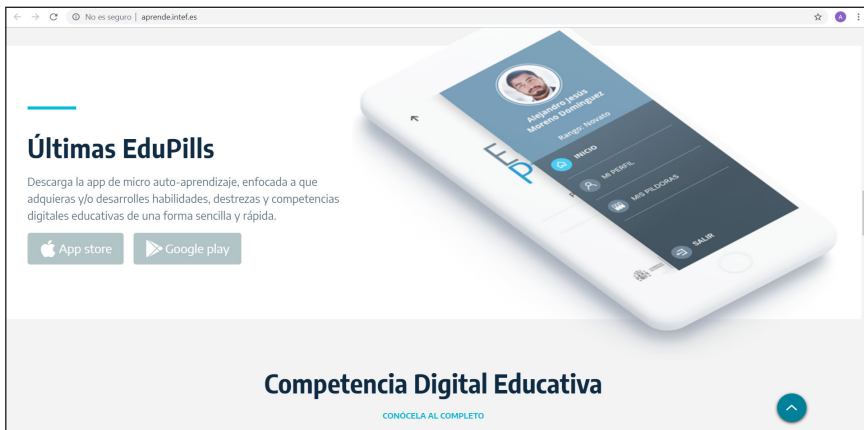 No es seguro | aprende.intef.es
A
Últimas EduPills
Descarga la app de micro auto-aprendizaje, enfocada a que
adquieras y/o desarrolles habilidades, destrezas y competencias
digitales educativas de una forma sencilla y rápida.
App store
Google play
Alejandro Jesús
Moreno Domínguez
Rango: Novato
EP
INICIO
MI PERFIL
MIS PILDORAS
SALIR
Competencia Digital Educativa
CONÓCELA AL COMPLETO